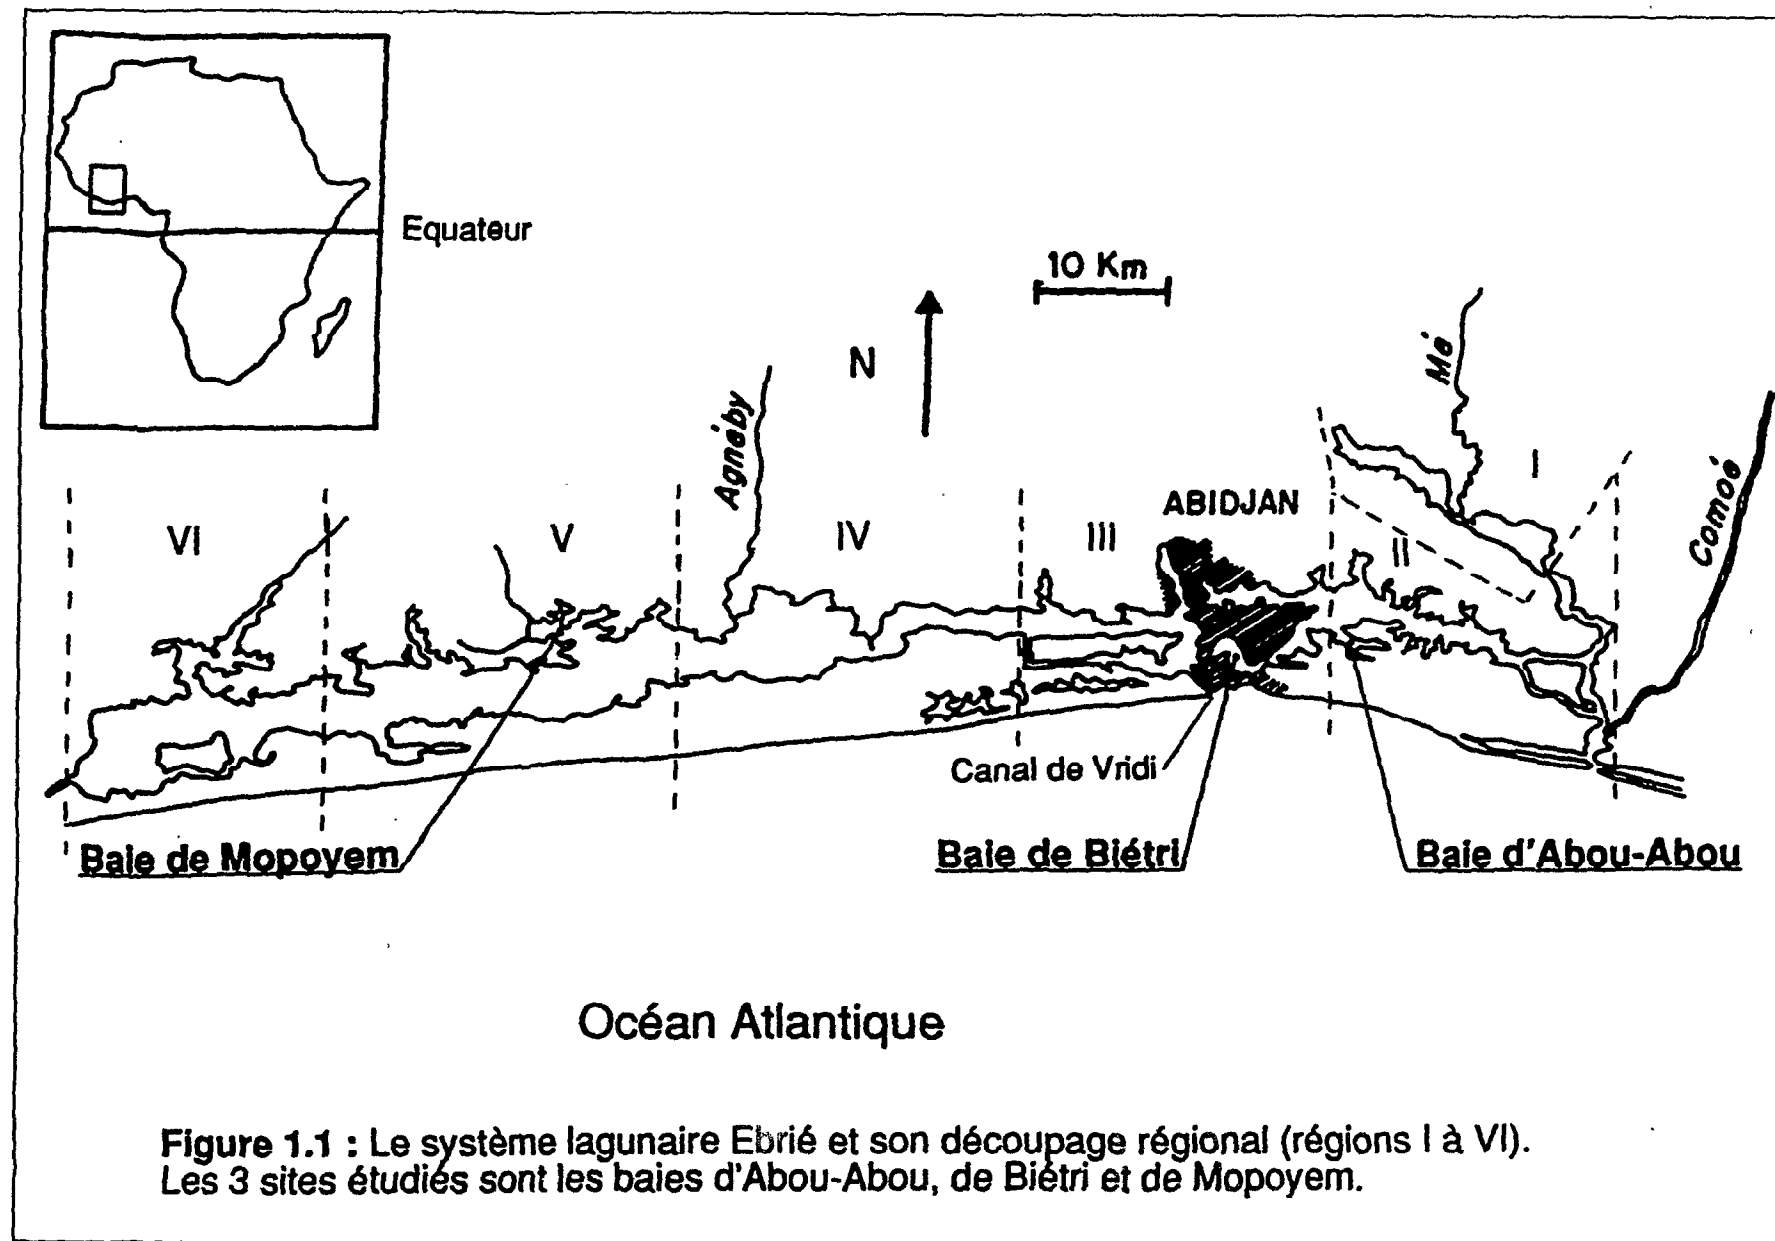 Equateur
10 Km
N
Mé
Agnéby
I
Comoé
ABIDJAN
VI
V
IV
III
II
Canal de Vridi
Baie de Mopoyem
Baie de Biétri
Baie d'Abou-Abou
Océan Atlantique
Figure 1.1 : Le système lagunaire Ebrié et son découpage régional (régions I à VI).
Les 3 sites étudiés sont les baies d'Abou-Abou, de Biétri et de Mopoyem.